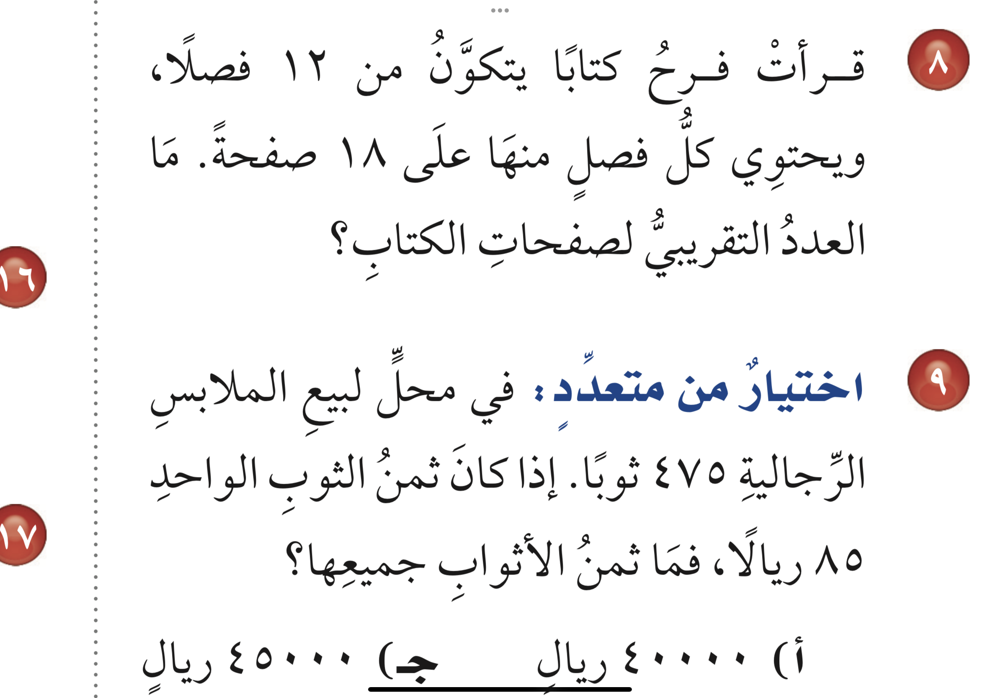 ٨ قرأتْ فرحُ كتابًا يتكوَّنُ من ١٢ فصلًا،
ويحتوِي كلُّ فصلٍ منهَا علَى ١٨ صفحةً. مَا
العددُ التقريبيُّ لصفحاتِ الكتابِ؟
٩ اختيارٌ من متعدِّدٍ: في محلٍّ لبيعِ الملابسِ
الرّجاليةِ ٤٧٥ ثوبًا. إذا كانَ ثمنُ الثوبِ الواحدِ
٨٥ ريالًا، فمَا ثمنُ الأثوابِ جميعِها؟
أ) ٤٠٠٠٠ ريالٍ جـ) ٤٥٠٠٠ ريالٍ
١٦
١٧